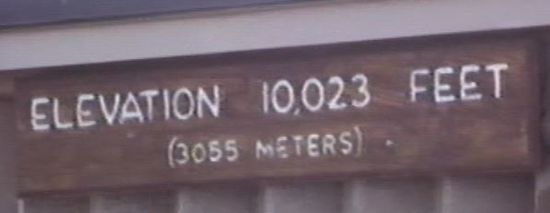 ELEVATION 10,023 FEET
(3055 METERS)